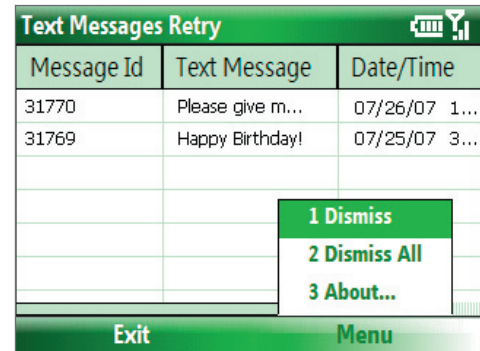 Text Messages Retry
Message Id Text Message Date/Time
31770 Please give m... 07/26/07 1...
31769 Happy Birthday! 07/25/07 3...
1 Dismiss
2 Dismiss All
3 About...
Exit Menu